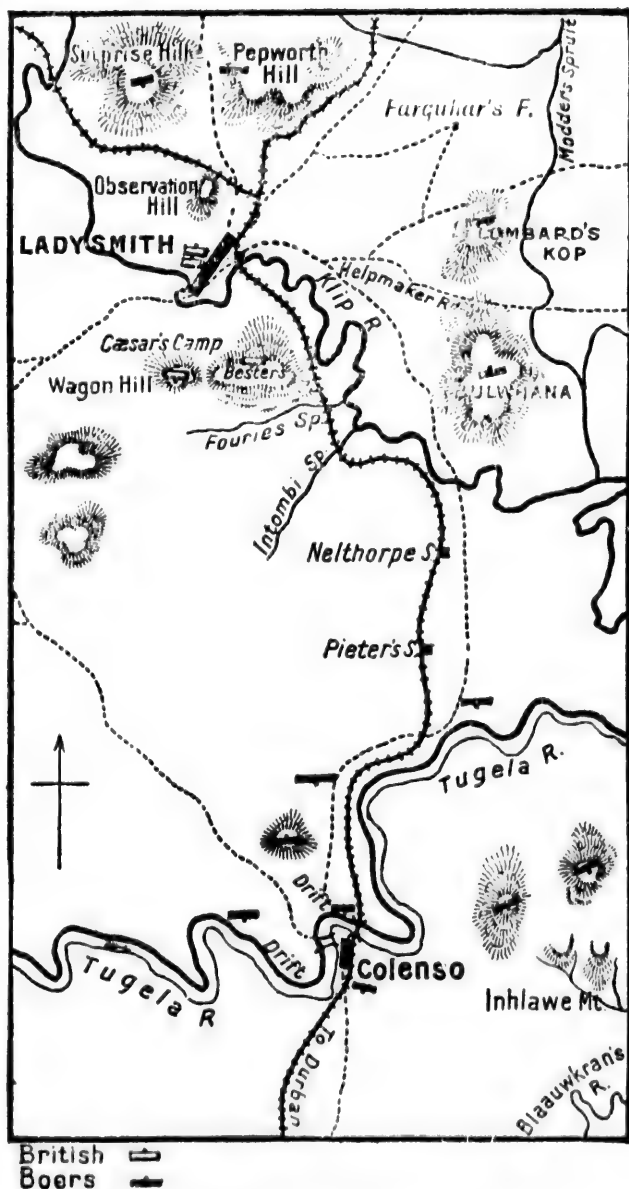 Surprise Hill
Pepworth
Hill
Modders Spruit
Farquhar's F.
Observation
Hill
LADYSMITH
LOMBARD'S
KOP
Klip R
Helpmaker R
Cæsar's Camp
Besters
Wagon Hill
BULWHANA
Fouries Sp.
Intombi Sp.
Nelthorpe S.
Pieter's S.
Tugela R.
Drift
Drift
Tugela R
Colenso
Inhlawe Mt.
To Durban
Blaauwkran's
R.
British
Boers